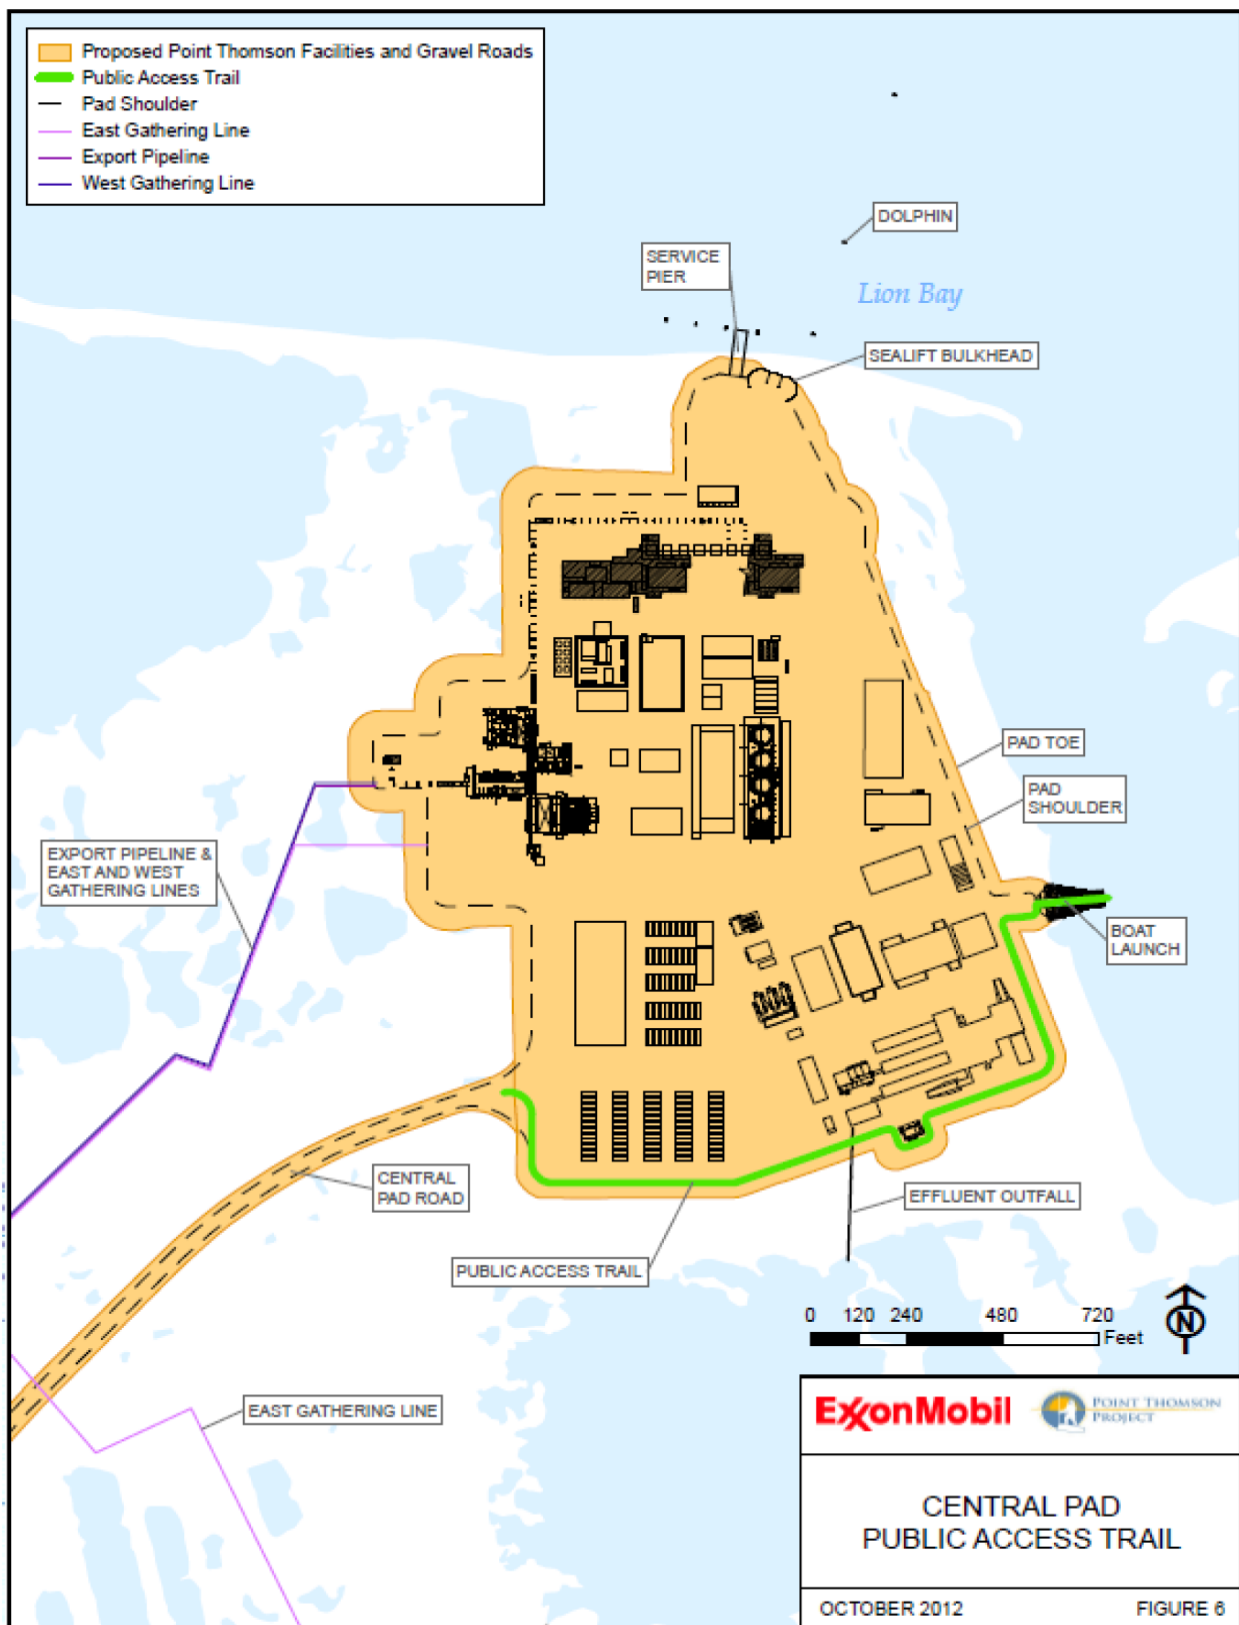 Proposed Point Thomson Facilities and Gravel Roads
Public Access Trail
Pad Shoulder
East Gathering Line
Export Pipeline
West Gathering Line
DOLPHIN
SERVICE
PIER
Lion Bay
SEALIFT BULKHEAD
PAD TOE
PAD
SHOULDER
EXPORT PIPELINE &
EAST AND WEST
GATHERING LINES
BOAT
LAUNCH
CENTRAL
PAD ROAD
EFFLUENT OUTFALL
PUBLIC ACCESS TRAIL
0 120 240 480 720
Feet
N
EAST GATHERING LINE
ExxonMobil
POINT THOMSON
PROJECT
CENTRAL PAD
PUBLIC ACCESS TRAIL
OCTOBER 2012 FIGURE 6